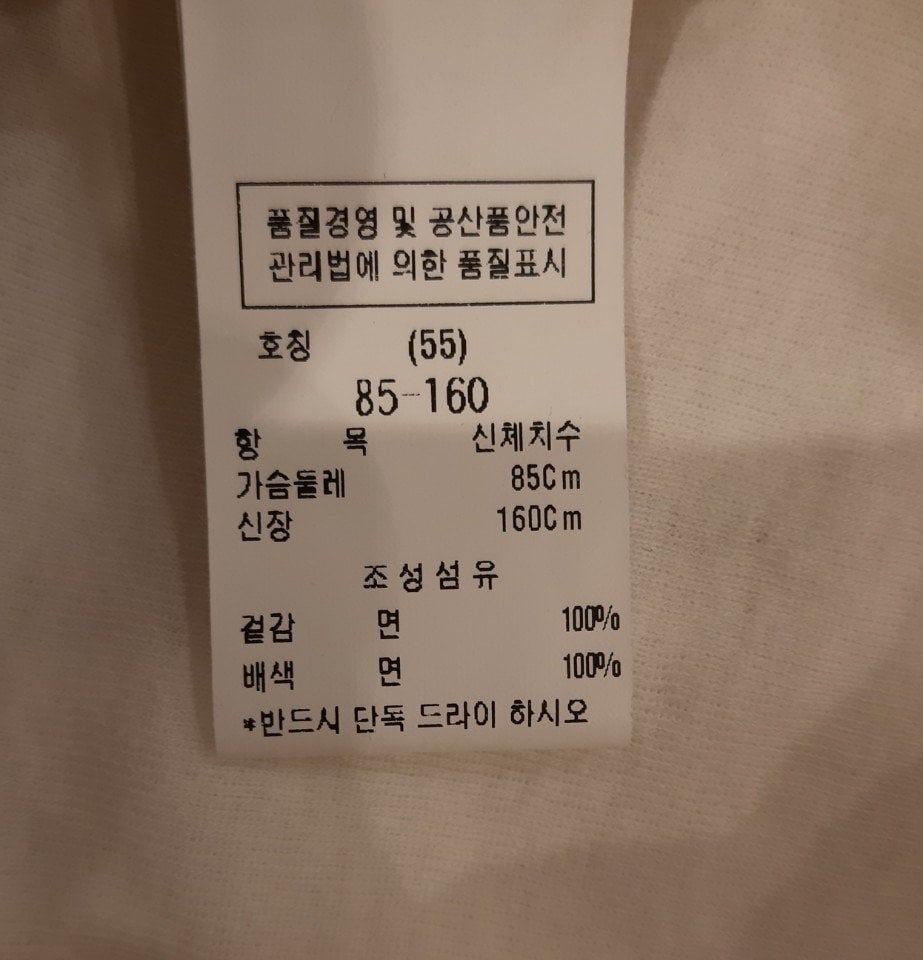 품질경영 및 공산품안전
관리법에 의한 품질표시
호칭 (55)
85-160
항 목 신체치수
가슴둘레 85Cm
신장 160Cm
조성섬유
겉감 면 100%
배색 면 100%
*반드시 단독 드라이 하시오